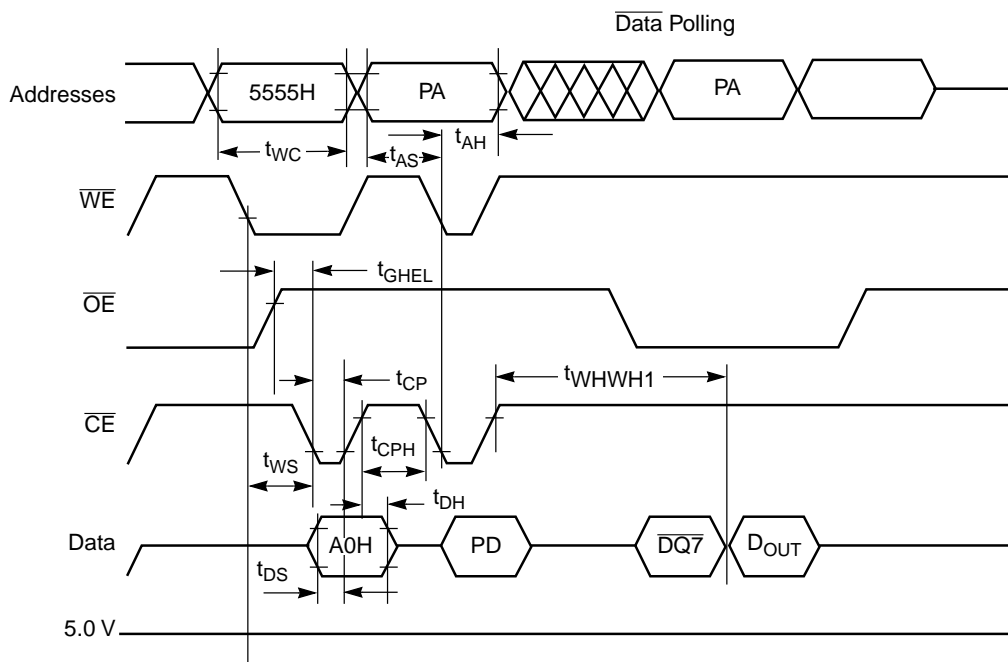 Data Polling
Addresses
5555H
PA
PA
tWC
tAS
tAH
WE
tGHEL
OE
tCP
tWHWH1
CE
tCPH
tWS
tDH
Data
A0H
PD
DQ7
DOUT
tDS
5.0 V